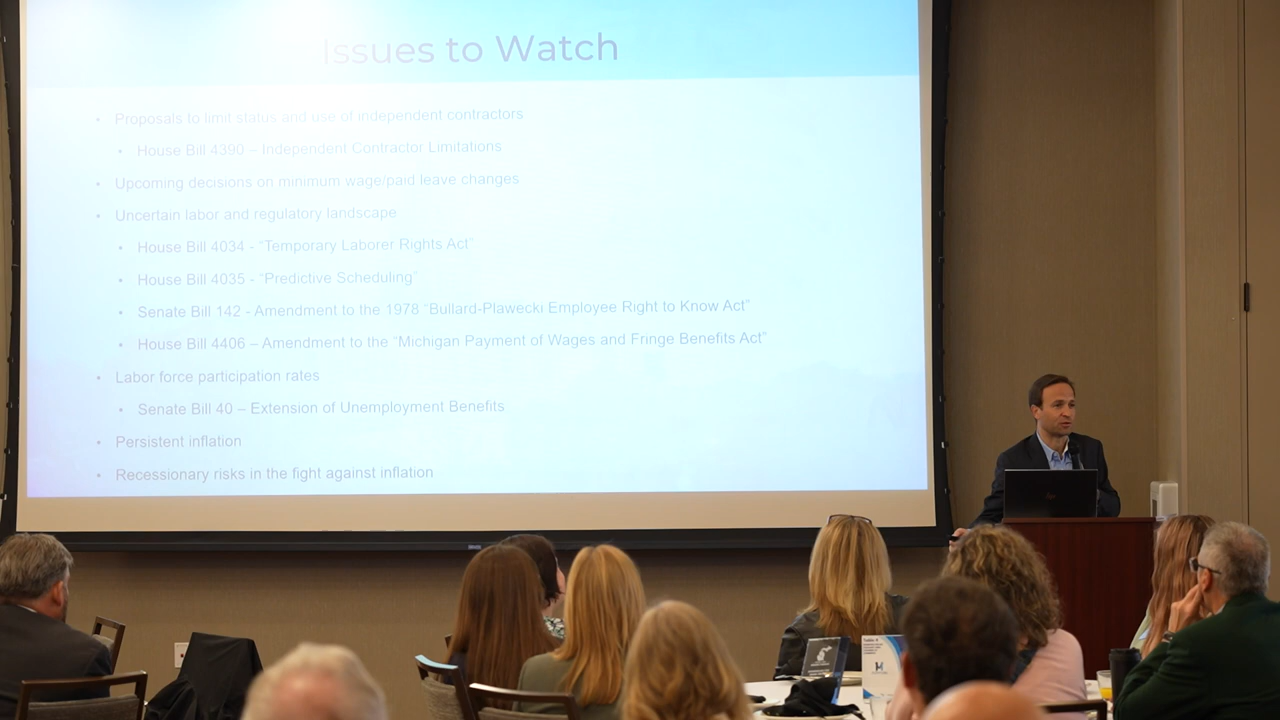 Issues to Watch
• Proposals to limit status and use of independent contractors
• House Bill 4390 – Independent Contractor Limitations
• Upcoming decisions on minimum wage/paid leave changes
• Uncertain labor and regulatory landscape
• House Bill 4034 - “Temporary Laborer Rights Act”
• House Bill 4035 - “Predictive Scheduling”
• Senate Bill 142 - Amendment to the 1978 “Bullard-Plawecki Employee Right to Know Act”
• House Bill 4406 – Amendment to the “Michigan Payment of Wages and Fringe Benefits Act”
• Labor force participation rates
• Senate Bill 40 – Extension of Unemployment Benefits
• Persistent inflation
• Recessionary risks in the fight against inflation